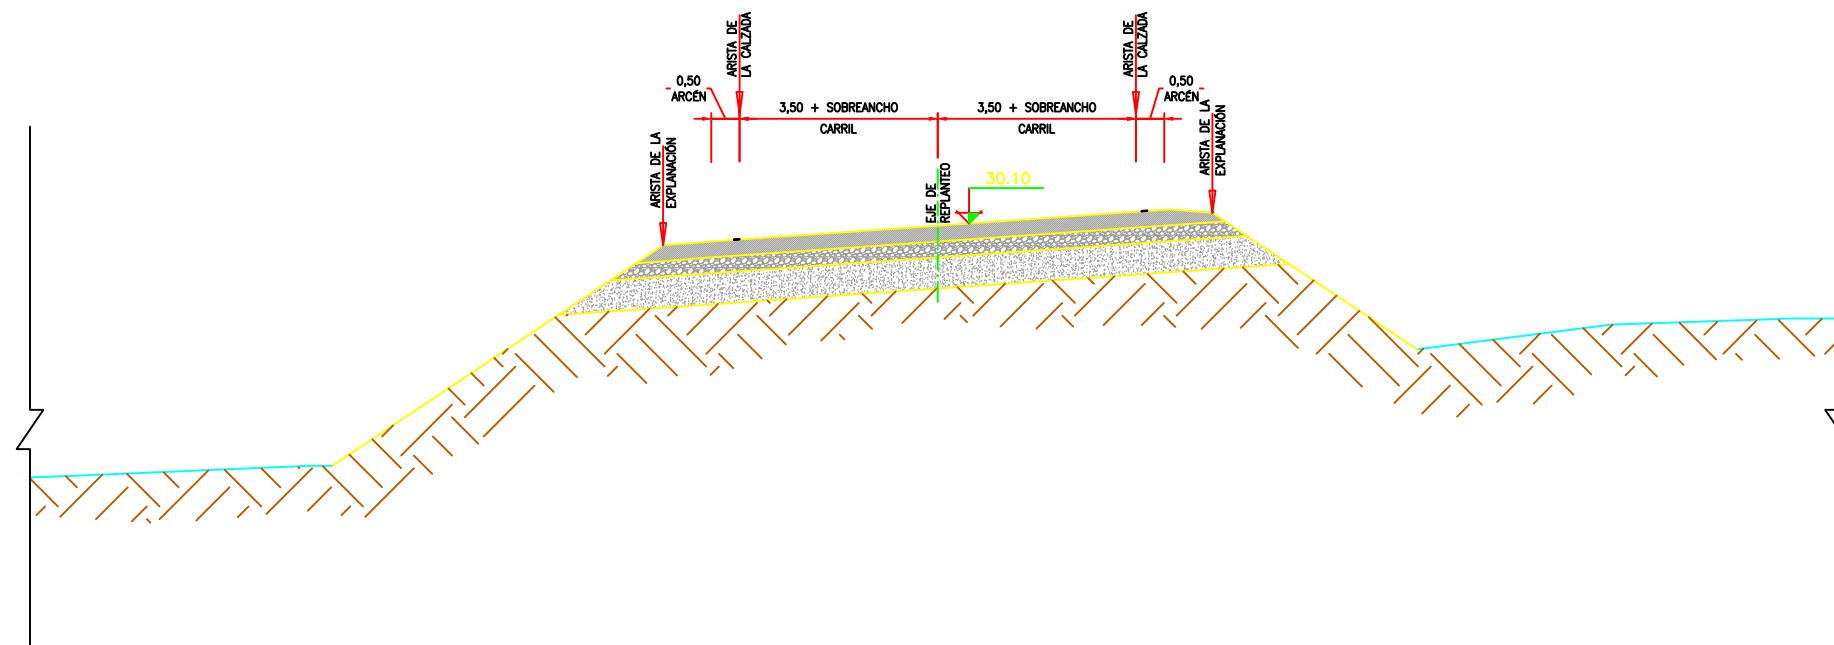 ARISTA DE
LA CALZADA
ARISTA DE
LA CALZADA
0,50
ARCÉN
3,50 + SOBREANCHO
CARRIL
3,50 + SOBREANCHO
CARRIL
0,50
ARCÉN
ARISTA DE LA
EXPLANACIÓN
ARISTA DE LA
EXPLANACIÓN
EJE DE
REPLANTEO
30.10